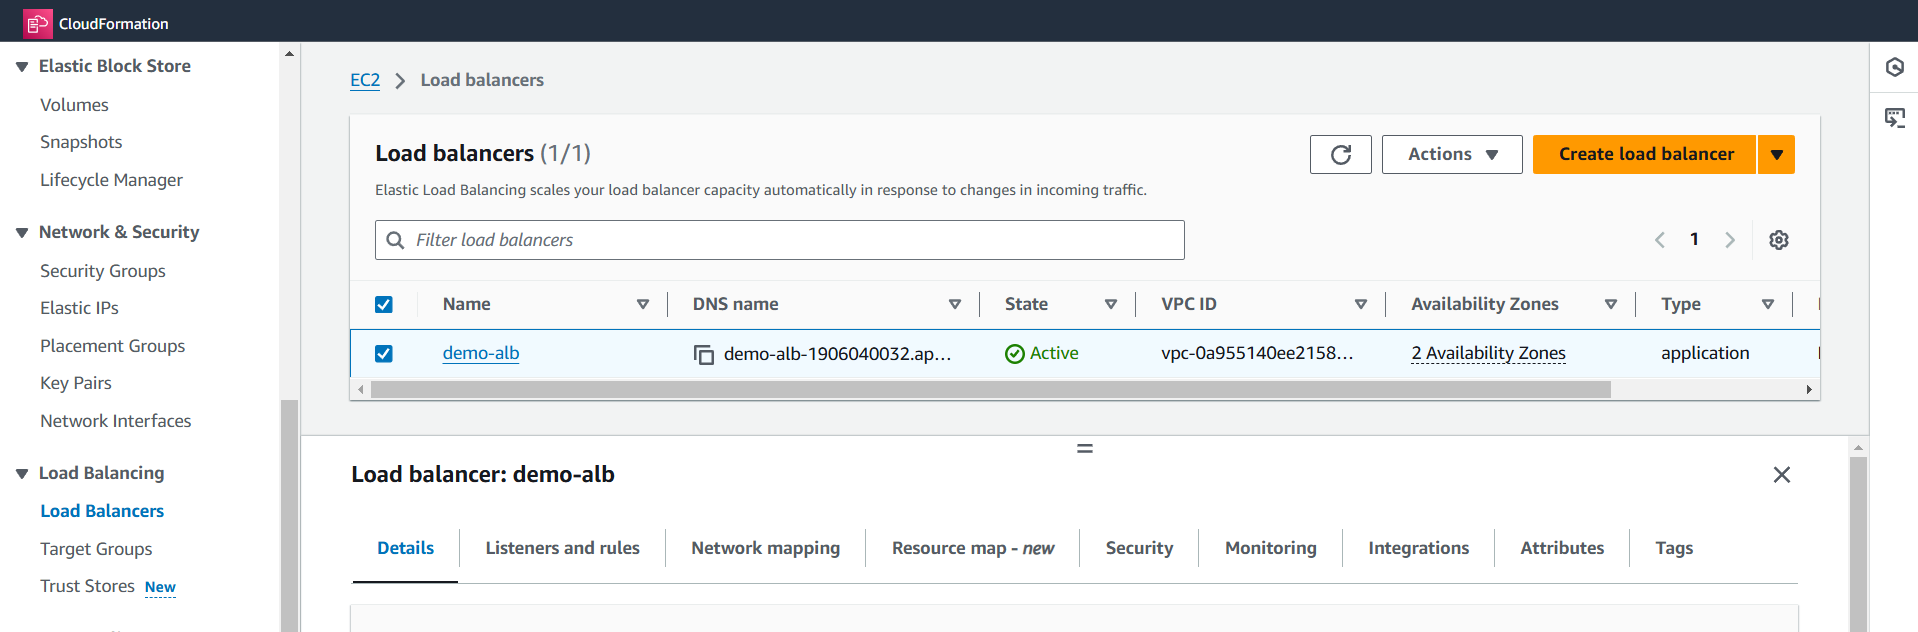 CloudFormation
Elastic Block Store
Volumes
Snapshots
Lifecycle Manager
Network & Security
Security Groups
Elastic IPs
Placement Groups
Key Pairs
Network Interfaces
Load Balancing
Load Balancers
Target Groups
Trust Stores New
EC2 Load balancers
Load balancers (1/1)
Actions
Create load balancer
Elastic Load Balancing scales your load balancer capacity automatically in response to changes in incoming traffic.
Filter load balancers
1
Name DNS name State VPC ID Availability Zones Type
demo-alb demo-alb-1906040032.ap... Active vpc-0a955140ee2158... 2 Availability Zones application
Load balancer: demo-alb
Details Listeners and rules Network mapping Resource map - new Security Monitoring Integrations Attributes Tags